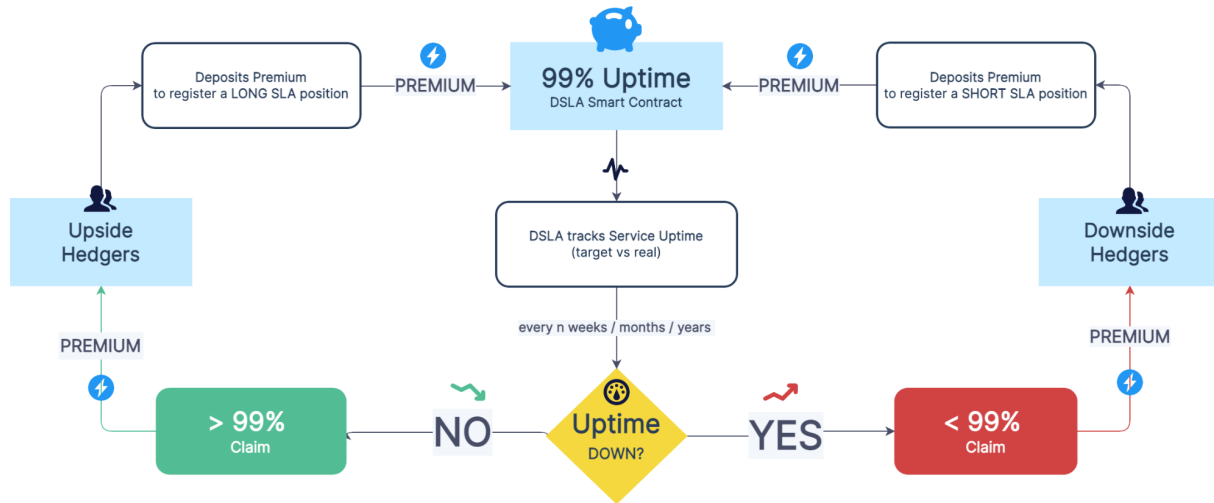 Deposits Premium
to register a LONG SLA position
PREMIUM
99% Uptime
DSLA Smart Contract
PREMIUM
Deposits Premium
to register a SHORT SLA position
Upside
Hedgers
DSLA tracks Service Uptime
(target vs real)
Downside
Hedgers
every n weeks / months / years
PREMIUM
PREMIUM
> 99%
Claim
NO
Uptime
DOWN?
YES
< 99%
Claim